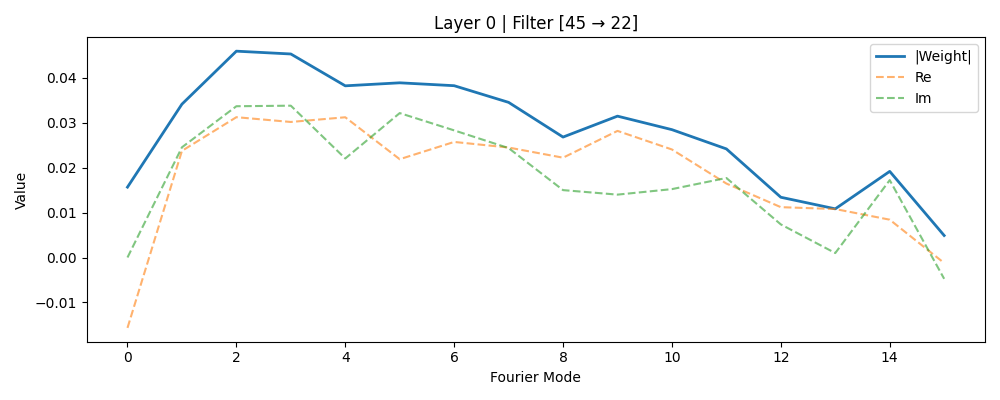 Layer 0 | Filter [45 → 22]
|Weight|
Re
Im
Value
0.04
0.03
0.02
0.01
0.00
−0.01
0 2 4 6 8 10 12 14
Fourier Mode